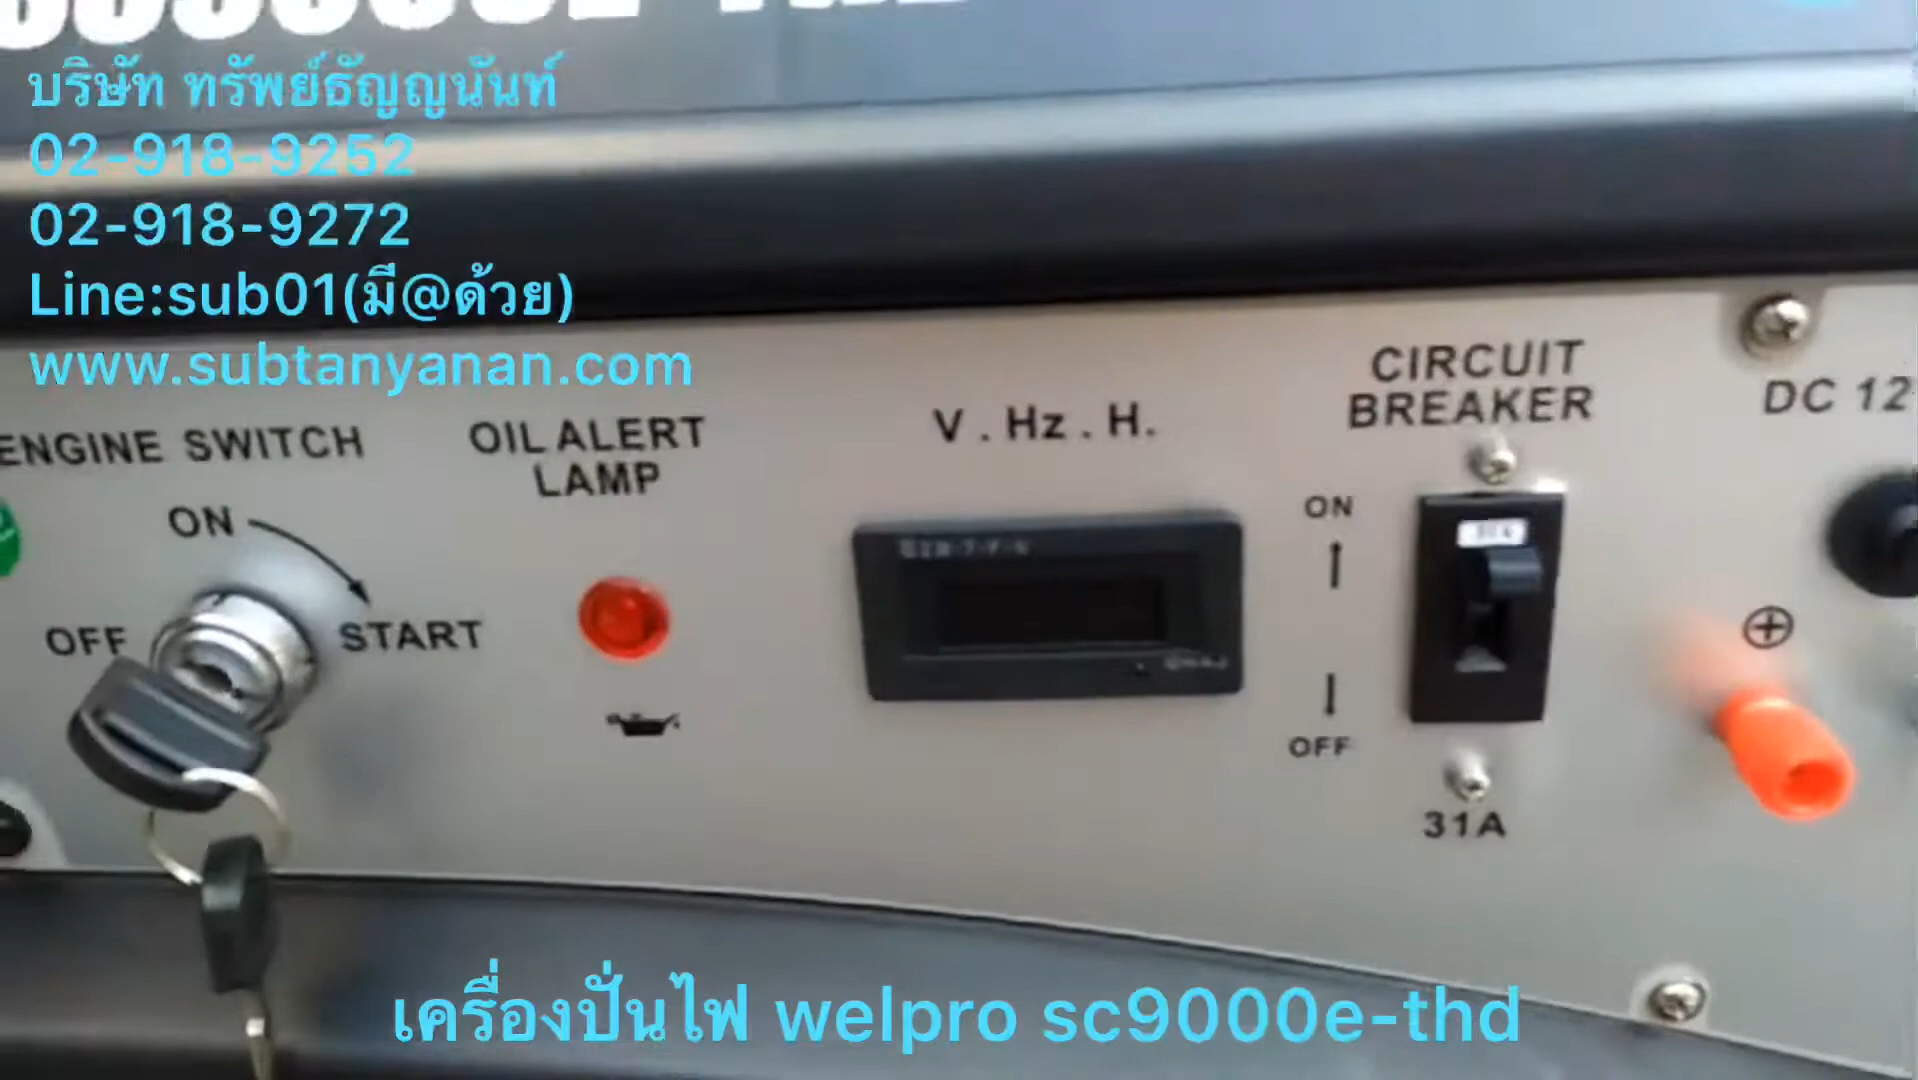 บริษัท ทรัพย์ธัญญนันท์
02-918-9252
02-918-9272
Line:sub01(มี@ด้วย)
www.subtanyanan.com
ENGINE SWITCH
ON
OFF
START
OIL ALERT
LAMP
V . Hz . H.
CIRCUIT
BREAKER
ON
OFF
31A
DC 12
เครื่องปั่นไฟ welpro sc9000e-thd